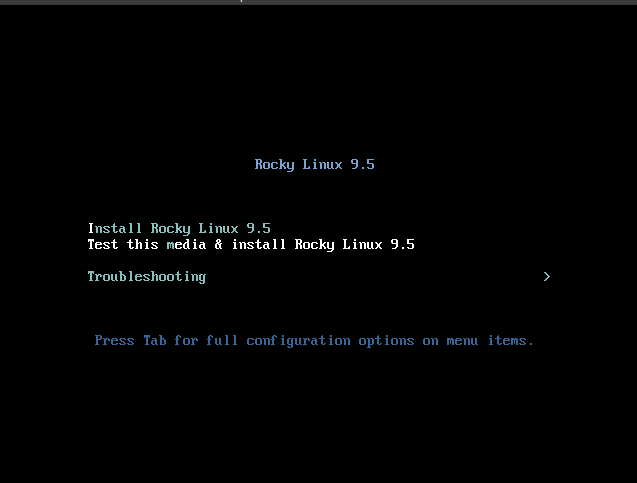 Rocky Linux 9.5
Install Rocky Linux 9.5
Test this media & install Rocky Linux 9.5
Troubleshooting >
Press Tab for full configuration options on menu items.